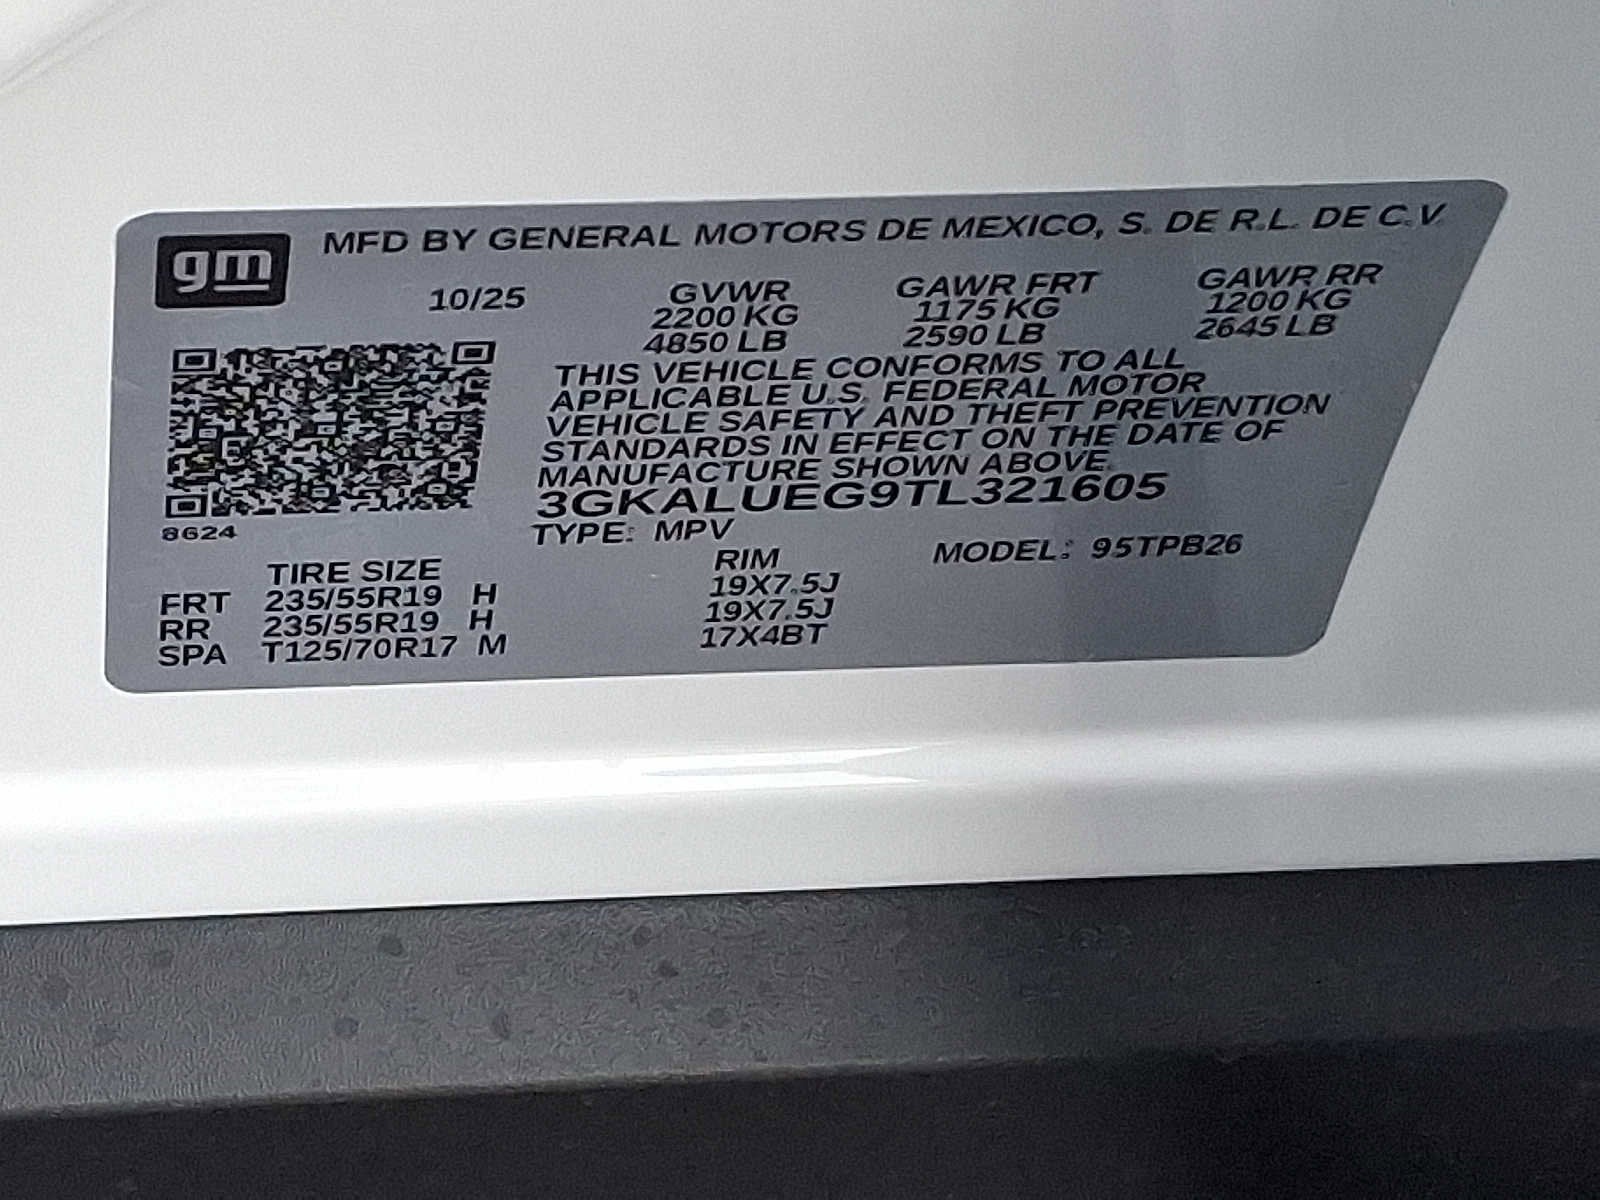 gm
MFD BY GENERAL MOTORS DE MEXICO, S. DE R.L. DE C.V.
10/25 GVWR GAWR FRT GAWR RR
2200 KG 1175 KG 1200 KG
4850 LB 2590 LB 2645 LB
THIS VEHICLE CONFORMS TO ALL
APPLICABLE U.S. FEDERAL MOTOR
VEHICLE SAFETY AND THEFT PREVENTION
STANDARDS IN EFFECT ON THE DATE OF
MANUFACTURE SHOWN ABOVE.
3GKALUEG9TL321605
8624
TYPE: MPV MODEL: 95TPB26
TIRE SIZE RIM
FRT 235/55R19 H 19X7.5J
RR 235/55R19 H 19X7.5J
SPA T125/70R17 M 17X4BT